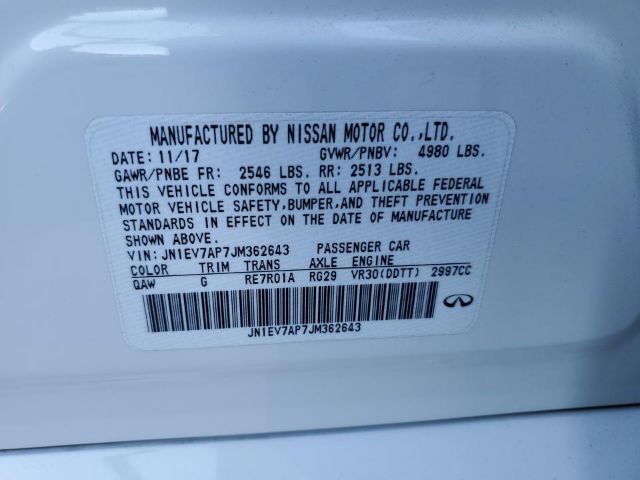 MANUFACTURED BY NISSAN MOTOR CO.,LTD.
DATE: 11/17 GVWR/PNBV: 4980 LBS.
GAWR/PNBE FR: 2546 LBS. RR: 2513 LBS.
THIS VEHICLE CONFORMS TO ALL APPLICABLE FEDERAL
MOTOR VEHICLE SAFETY,BUMPER,AND THEFT PREVENTION
STANDARDS IN EFFECT ON THE DATE OF MANUFACTURE
SHOWN ABOVE.
VIN: JN1EV7AP7JM362643 PASSENGER CAR
COLOR TRIM TRANS AXLE ENGINE
QAW G RE7R01A RG29 VR30(DDTT) 2997CC
JN1EV7AP7JM362643